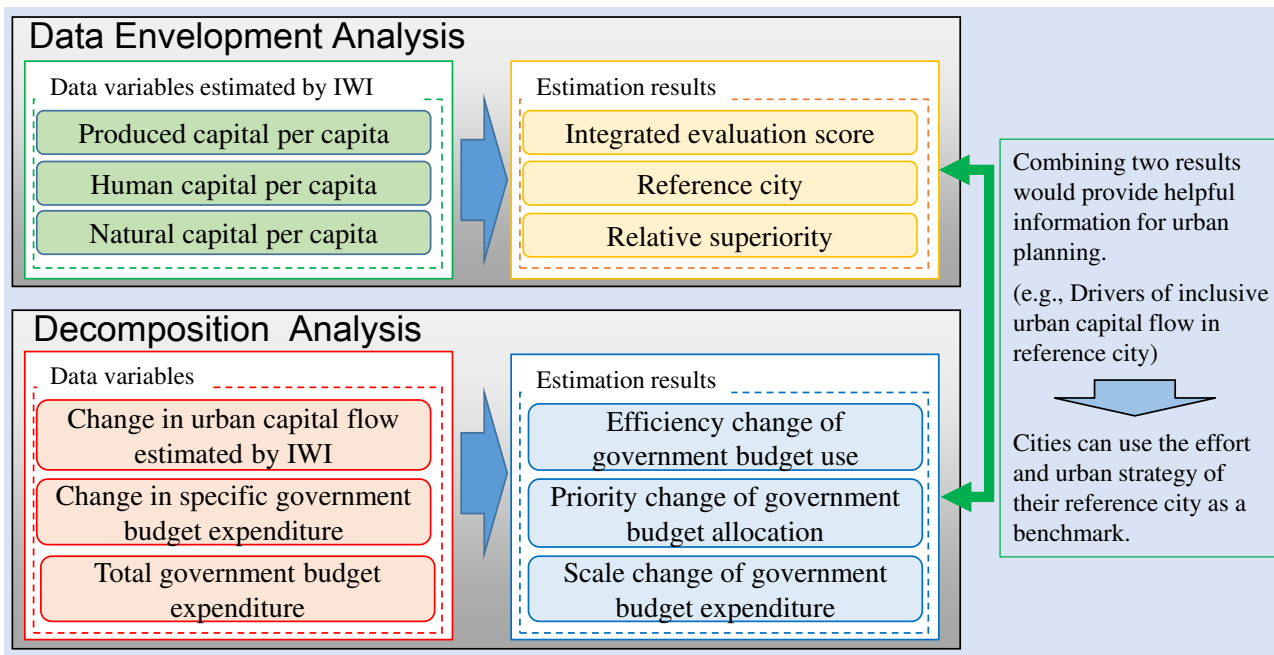 Data Envelopment Analysis
Data variables estimated by IWI
Produced capital per capita
Human capital per capita
Natural capital per capita
Estimation results
Integrated evaluation score
Reference city
Relative superiority
Decomposition Analysis
Data variables
Change in urban capital flow
estimated by IWI
Change in specific government
budget expenditure
Total government budget
expenditure
Estimation results
Efficiency change of
government budget use
Priority change of government
budget allocation
Scale change of government
budget expenditure
Combining two results
would provide helpful
information for urban
planning.
(e.g., Drivers of inclusive
urban capital flow in
reference city)
Cities can use the effort
and urban strategy of
their reference city as a
benchmark.